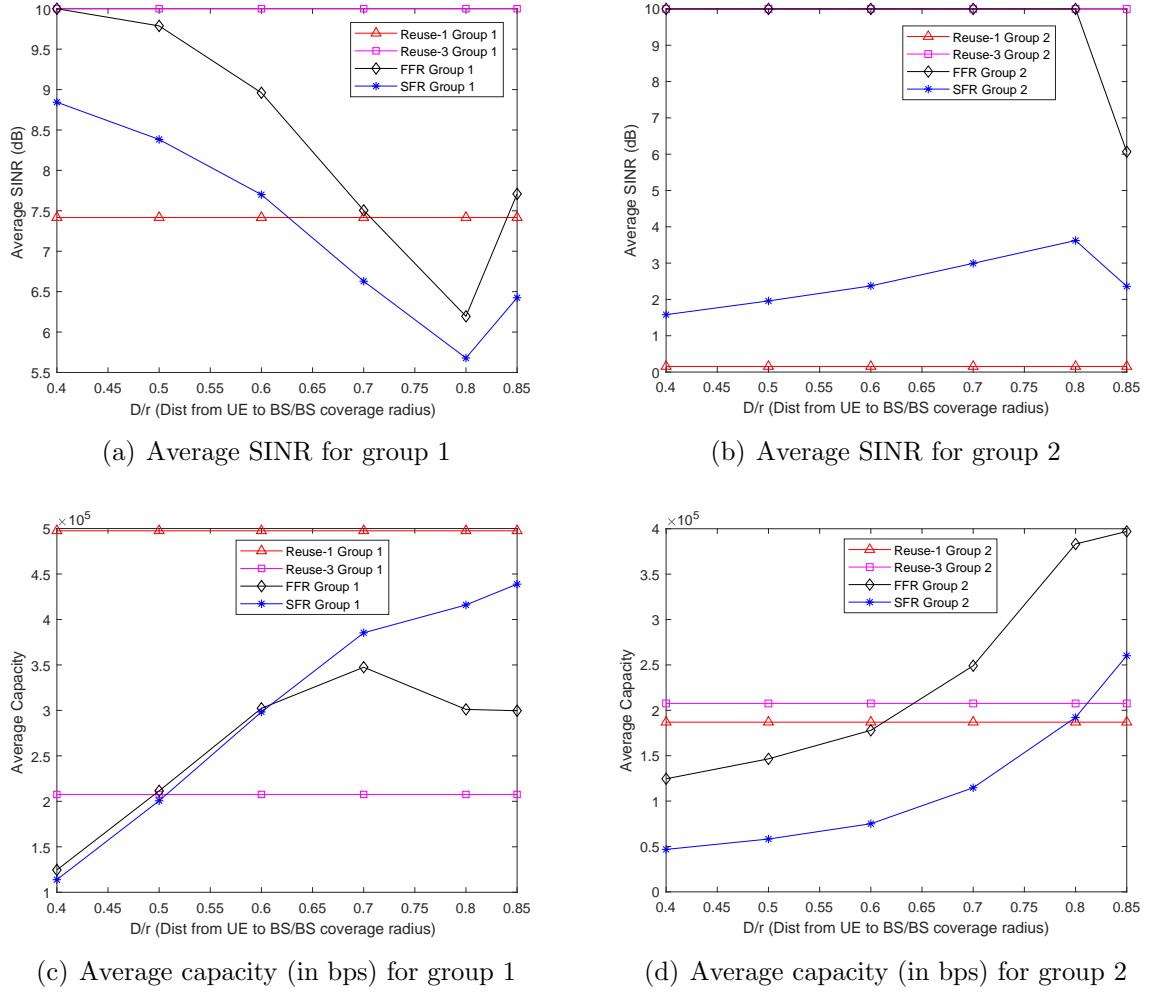 10
9.5
9
8.5
8
7.5
7
6.5
6
5.5
Average SINR (dB)
Reuse-1 Group 1
Reuse-3 Group 1
FFR Group 1
SFR Group 1
0.4 0.45 0.5 0.55 0.6 0.65 0.7 0.75 0.8 0.85
D/r (Dist from UE to BS/BS coverage radius)
(a) Average SINR for group 1
10
9
8
7
6
5
4
3
2
1
0
Average SINR (dB)
Reuse-1 Group 2
Reuse-3 Group 2
FFR Group 2
SFR Group 2
0.4 0.45 0.5 0.55 0.6 0.65 0.7 0.75 0.8 0.85
D/r (Dist from UE to BS/BS coverage radius)
(b) Average SINR for group 2
×10^5
5
4.5
4
3.5
3
2.5
2
1.5
1
Average Capacity
Reuse-1 Group 1
Reuse-3 Group 1
FFR Group 1
SFR Group 1
0.4 0.45 0.5 0.55 0.6 0.65 0.7 0.75 0.8 0.85
D/r (Dist from UE to BS/BS coverage radius)
(c) Average capacity (in bps) for group 1
×10^5
4
3.5
3
2.5
2
1.5
1
0.5
0
Average Capacity
Reuse-1 Group 2
Reuse-3 Group 2
FFR Group 2
SFR Group 2
0.4 0.45 0.5 0.55 0.6 0.65 0.7 0.75 0.8 0.85
D/r (Dist from UE to BS/BS coverage radius)
(d) Average capacity (in bps) for group 2